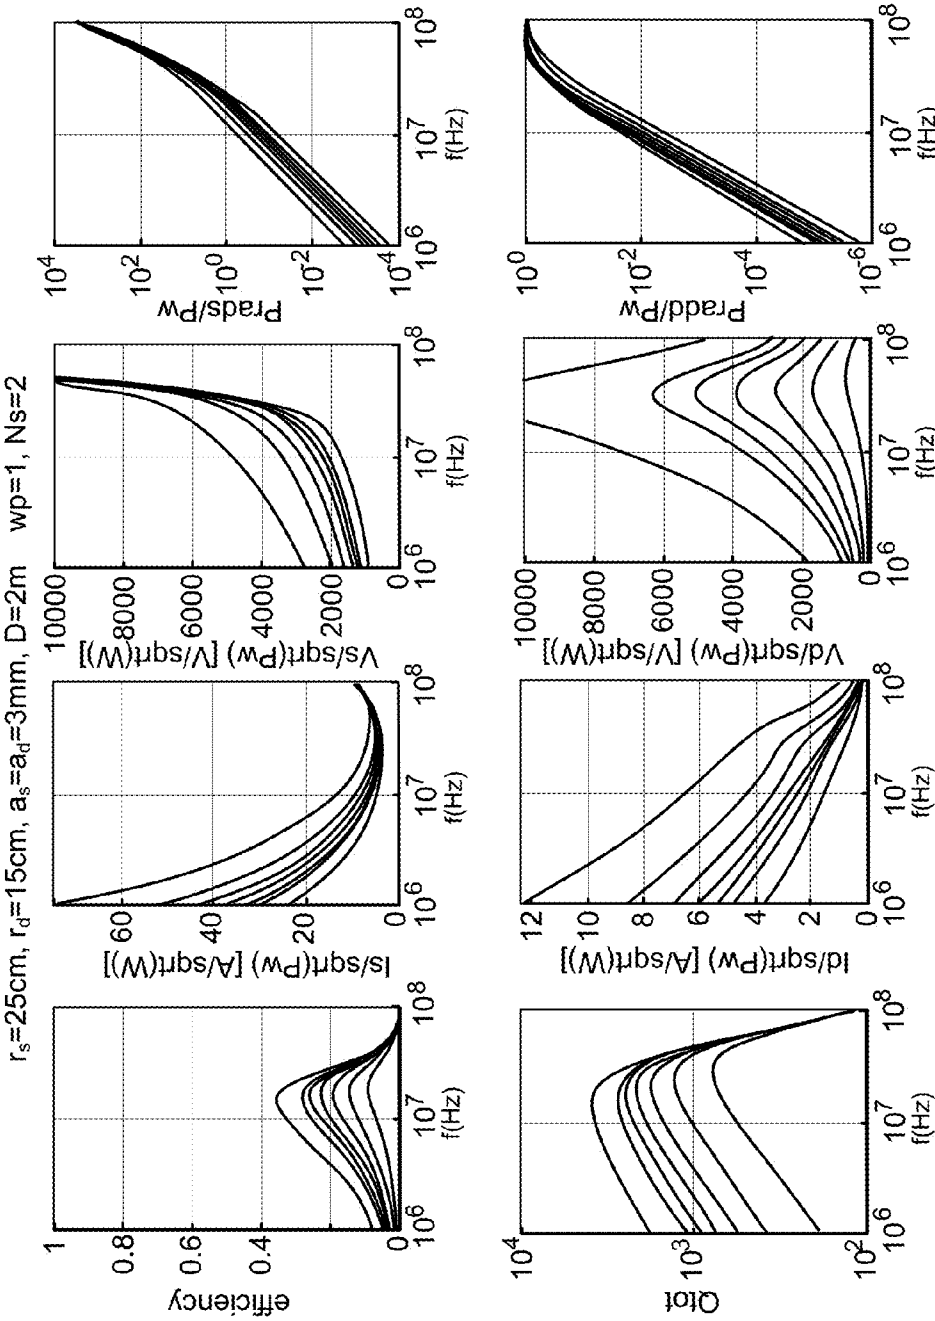 r_s=25cm, r_d=15cm, a_s=a_d=3mm, D=2m wp=1, Ns=2
efficiency
1
0.8
0.4
0
10^6 10^7 10^8
f(Hz)
Is/sqrt(Pw) [A/sqrt(W)]
60
40
20
0
10^6 10^7 10^8
f(Hz)
Vs/sqrt(Pw) [V/sqrt(W)]
10000
8000
6000
4000
2000
0
10^6 10^7 10^8
f(Hz)
Prads/Pw
10^4
10^2
10^0
10^-2
10^-4
10^6 10^7 10^8
f(Hz)
Qtot
10^4
10^3
10^2
10^6 10^7 10^8
f(Hz)
Id/sqrt(Pw) [A/sqrt(W)]
12
10
8
6
4
2
0
10^6 10^7 10^8
f(Hz)
Vd/sqrt(Pw) [V/sqrt(W)]
10000
8000
6000
4000
2000
0
10^6 10^7 10^8
f(Hz)
Pradd/Pw
10^0
10^-2
10^-4
10^-6
10^6 10^7 10^8
f(Hz)